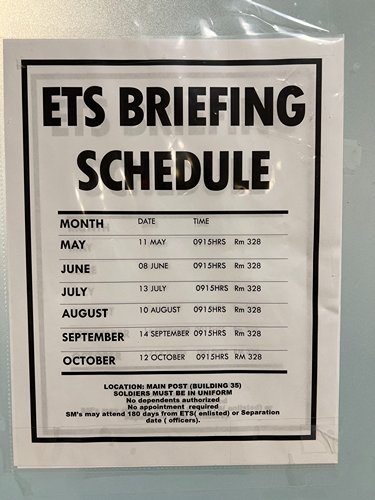 ETS BRIEFING
SCHEDULE
MONTH DATE TIME
MAY 11 MAY 0915HRS Rm 328
JUNE 08 JUNE 0915HRS Rm 328
JULY 13 JULY 0915HRS Rm 328
AUGUST 10 AUGUST 0915HRS Rm 328
SEPTEMBER 14 SEPTEMBER 0915HRS Rm 328
OCTOBER 12 OCTOBER 0915HRS RM 328
LOCATION: MAIN POST (BUILDING 35)
SOLDIERS MUST BE IN UNIFORM
No dependents authorized
No appointment required
SM's may attend 180 days from ETS( enlisted) or Separation
date ( officers).